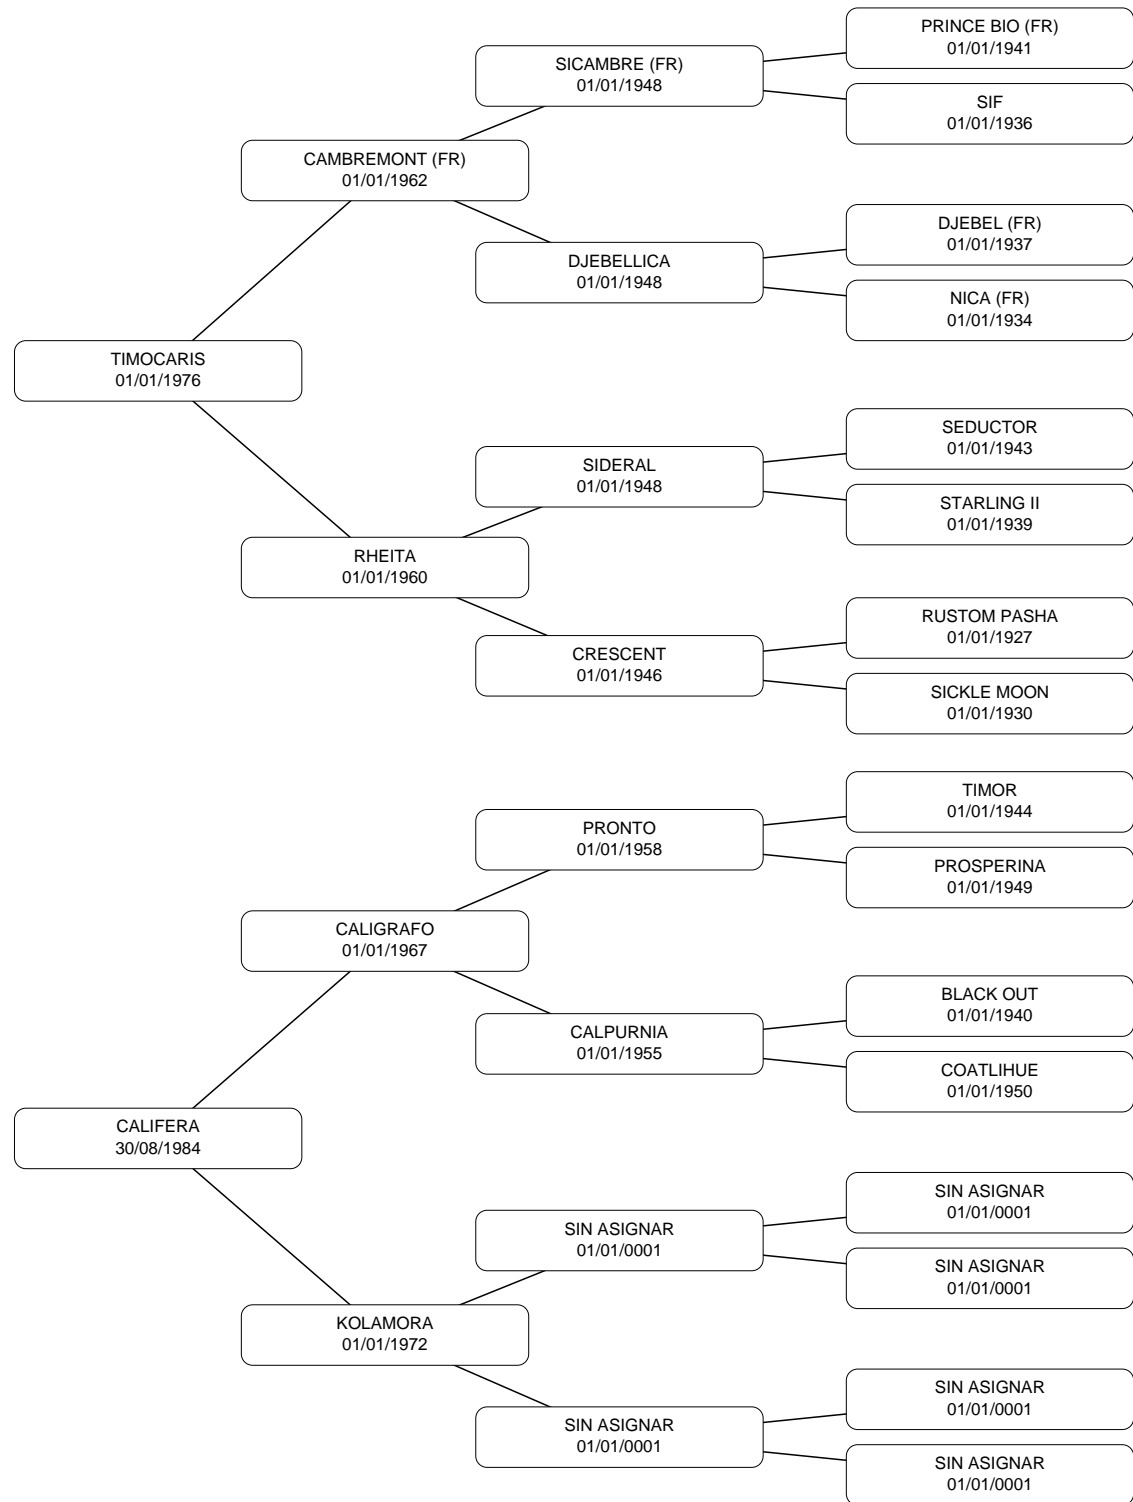 PRINCE BIO (FR)
01/01/1941
SICAMBRE (FR)
01/01/1948
SIF
01/01/1936
CAMBREMONT (FR)
01/01/1962
DJEBEL (FR)
01/01/1937
DJEBELLICA
01/01/1948
NICA (FR)
01/01/1934
TIMOCARIS
01/01/1976
SEDUCTOR
01/01/1943
SIDERAL
01/01/1948
STARLING II
01/01/1939
RHEITA
01/01/1960
RUSTOM PASHA
01/01/1927
CRESCENT
01/01/1946
SICKLE MOON
01/01/1930
TIMOR
01/01/1944
PRONTO
01/01/1958
PROSPERINA
01/01/1949
CALIGRAFO
01/01/1967
BLACK OUT
01/01/1940
CALPURNIA
01/01/1955
COATLIHUE
01/01/1950
CALIFERA
30/08/1984
SIN ASIGNAR
01/01/0001
SIN ASIGNAR
01/01/0001
SIN ASIGNAR
01/01/0001
KOLAMORA
01/01/1972
SIN ASIGNAR
01/01/0001
SIN ASIGNAR
01/01/0001
SIN ASIGNAR
01/01/0001